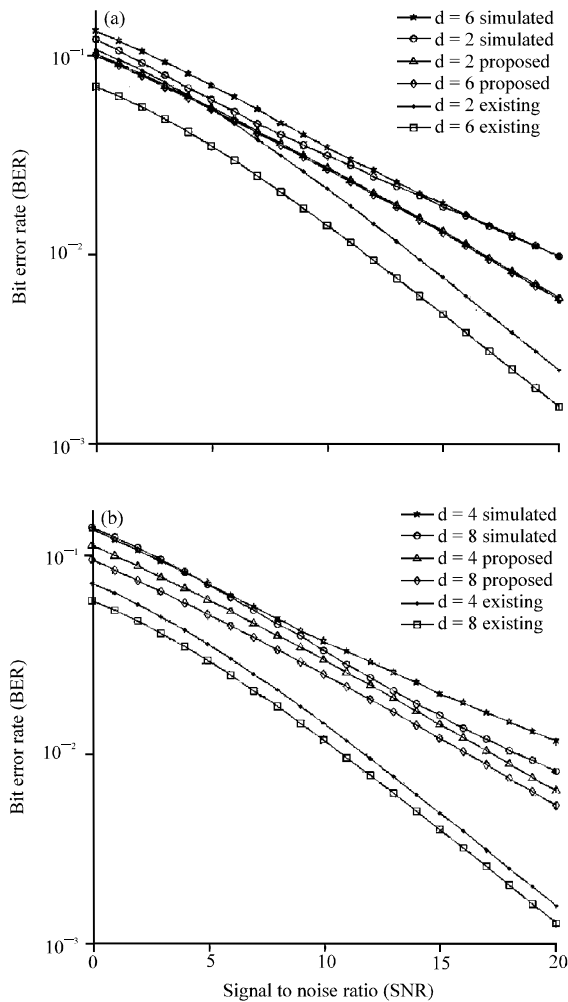 (a)
d = 6 simulated
d = 2 simulated
d = 2 proposed
d = 6 proposed
d = 2 existing
d = 6 existing
10−1
10−2
10−3
Bit error rate (BER)
(b)
d = 4 simulated
d = 8 simulated
d = 4 proposed
d = 8 proposed
d = 4 existing
d = 8 existing
10−1
10−2
10−3
Bit error rate (BER)
0 5 10 15 20
Signal to noise ratio (SNR)